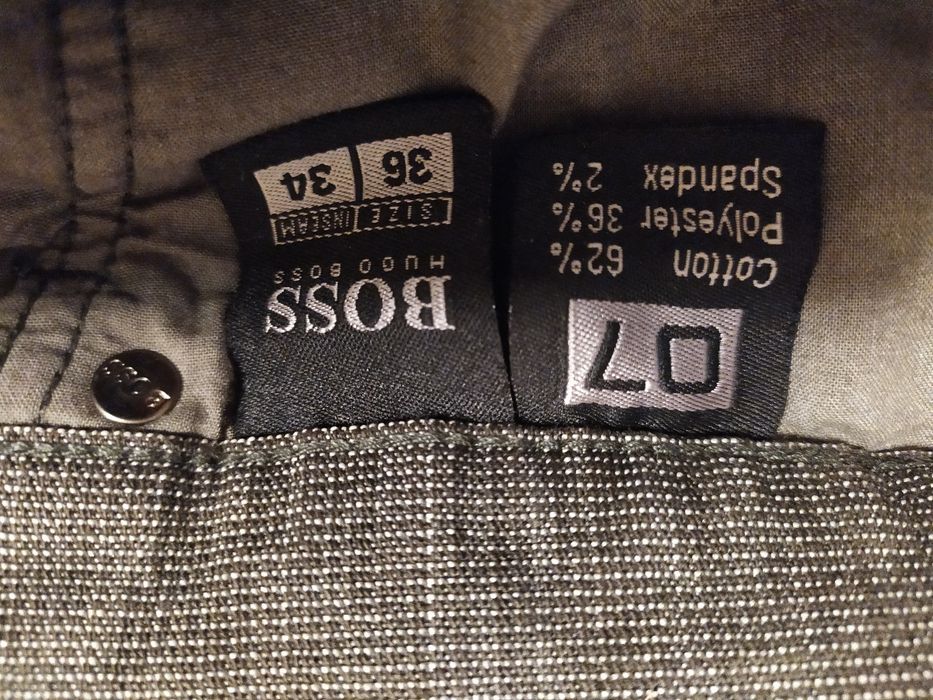 BOSS
HUGO BOSS
SIZE INSEAM
36 34
07
Cotton 62%
Polyester 36%
Spandex 2%